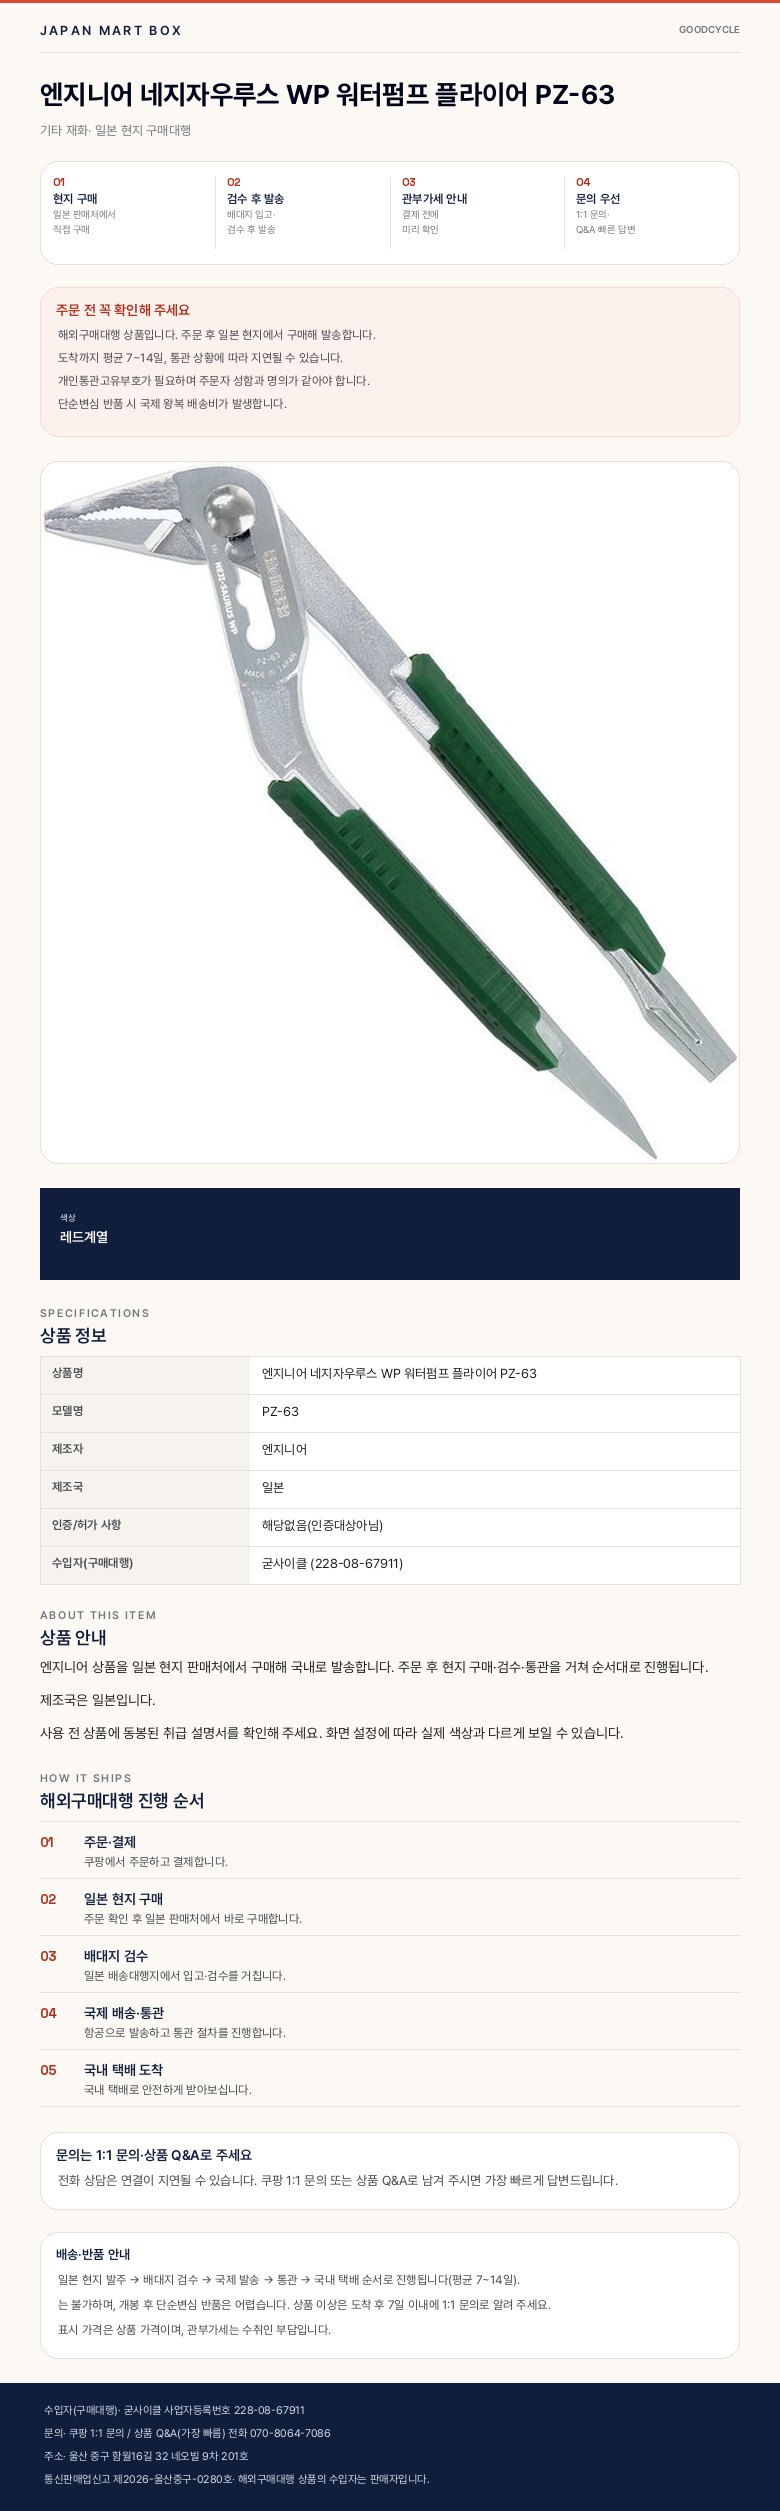 JAPAN MART BOX
GOODCYCLE
엔지니어 네지자우루스 WP 워터펌프 플라이어 PZ-63
기타 재화· 일본 현지 구매대행
01
현지 구매
일본 판매처에서
직접 구매
02
검수 후 발송
배대지 입고·
검수 후 발송
03
관부가세 안내
결제 전에
미리 확인
04
문의 우선
1:1 문의·
Q&A 빠른 답변
주문 전 꼭 확인해 주세요
해외구매대행 상품입니다. 주문 후 일본 현지에서 구매해 발송합니다.
도착까지 평균 7~14일, 통관 상황에 따라 지연될 수 있습니다.
개인통관고유부호가 필요하며 주문자 성함과 명의가 같아야 합니다.
단순변심 반품 시 국제 왕복 배송비가 발생합니다.
NEJI-SAURUS WP
PZ-63
MADE IN JAPAN
색상
레드계열
SPECIFICATIONS
상품 정보
상품명 엔지니어 네지자우루스 WP 워터펌프 플라이어 PZ-63
모델명 PZ-63
제조자 엔지니어
제조국 일본
인증/허가 사항 해당없음(인증대상아님)
수입자(구매대행) 굳사이클 (228-08-67911)
ABOUT THIS ITEM
상품 안내
엔지니어 상품을 일본 현지 판매처에서 구매해 국내로 발송합니다. 주문 후 현지 구매·검수·통관을 거쳐 순서대로 진행됩니다.
제조국은 일본입니다.
사용 전 상품에 동봉된 취급 설명서를 확인해 주세요. 화면 설정에 따라 실제 색상과 다르게 보일 수 있습니다.
HOW IT SHIPS
해외구매대행 진행 순서
01 주문·결제
쿠팡에서 주문하고 결제합니다.
02 일본 현지 구매
주문 확인 후 일본 판매처에서 바로 구매합니다.
03 배대지 검수
일본 배송대행지에서 입고·검수를 거칩니다.
04 국제 배송·통관
항공으로 발송하고 통관 절차를 진행합니다.
05 국내 택배 도착
국내 택배로 안전하게 받아보십니다.
문의는 1:1 문의·상품 Q&A로 주세요
전화 상담은 연결이 지연될 수 있습니다. 쿠팡 1:1 문의 또는 상품 Q&A로 남겨 주시면 가장 빠르게 답변드립니다.
배송·반품 안내
일본 현지 발주 → 배대지 검수 → 국제 발송 → 통관 → 국내 택배 순서로 진행됩니다(평균 7~14일).
는 불가하며, 개봉 후 단순변심 반품은 어렵습니다. 상품 이상은 도착 후 7일 이내에 1:1 문의로 알려 주세요.
표시 가격은 상품 가격이며, 관부가세는 수취인 부담입니다.
수입자(구매대행)· 굳사이클 사업자등록번호 228-08-67911
문의· 쿠팡 1:1 문의 / 상품 Q&A(가장 빠름) 전화 070-8064-7086
주소· 울산 중구 함월16길 32 네오빌 9차 201호
통신판매업신고 제2026-울산중구-0280호· 해외구매대행 상품의 수입자는 판매자입니다.